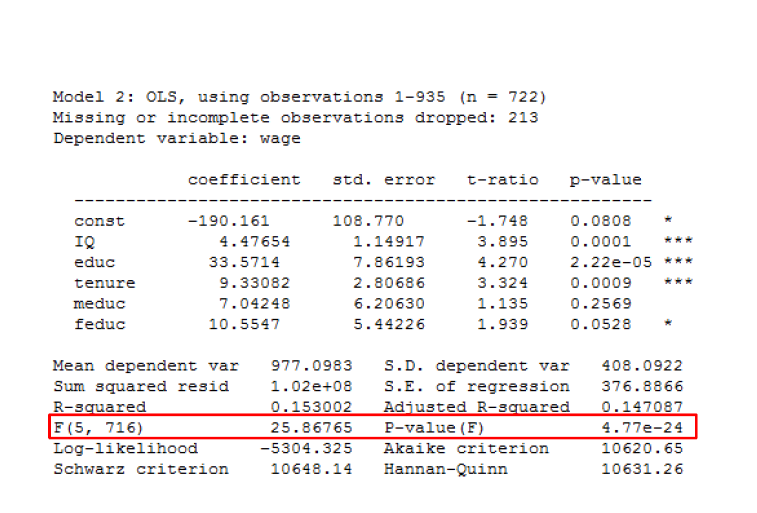 Model 2: OLS, using observations 1-935 (n = 722)
Missing or incomplete observations dropped: 213
Dependent variable: wage
coefficient std. error t-ratio p-value
---------------------------------------------------------
const -190.161 108.770 -1.748 0.0808 *
IQ 4.47654 1.14917 3.895 0.0001 ***
educ 33.5714 7.86193 4.270 2.22e-05 ***
tenure 9.33082 2.80686 3.324 0.0009 ***
meduc 7.04248 6.20630 1.135 0.2569
feduc 10.5547 5.44226 1.939 0.0528 *
Mean dependent var 977.0983 S.D. dependent var 408.0922
Sum squared resid 1.02e+08 S.E. of regression 376.8866
R-squared 0.153002 Adjusted R-squared 0.147087
F(5, 716) 25.86765 P-value(F) 4.77e-24
Log-likelihood -5304.325 Akaike criterion 10620.65
Schwarz criterion 10648.14 Hannan-Quinn 10631.26